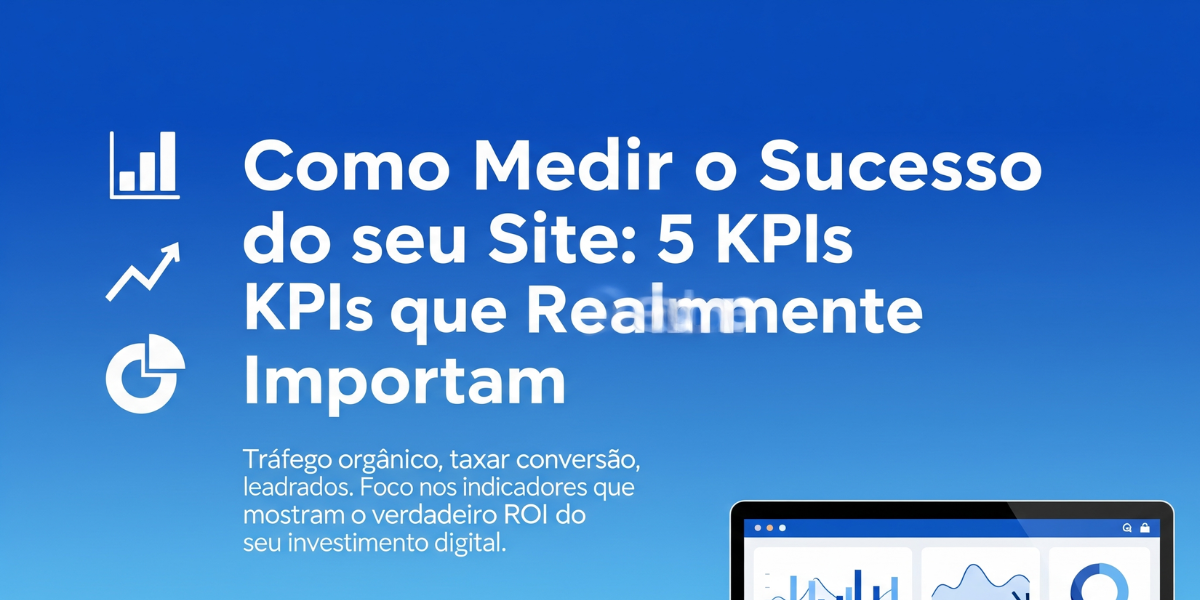 Como Medir o Sucesso
do seu Site: 5 KPIs
KPIs que
Importam
Tráfego orgânico, taxar conversão,
leadrados. Foco nos indicadores que
mostram o verdadeiro ROI do
seu investimento digital.